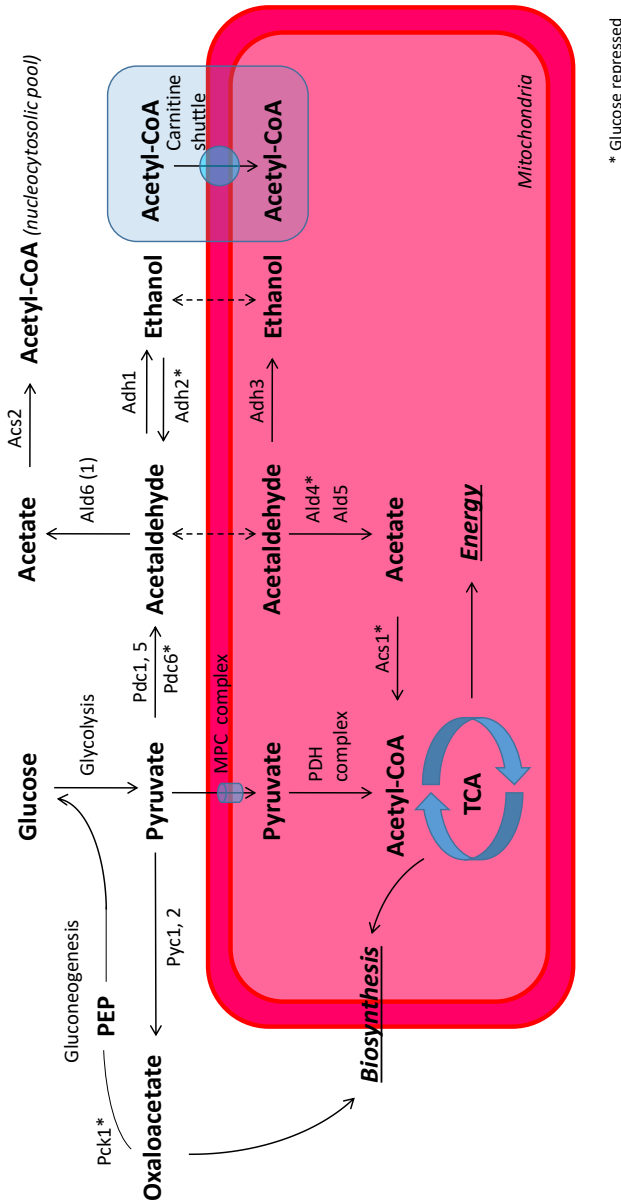 Glucose
Acetate
Acs2
Acetyl-CoA (nucleocytosolic pool)
Gluconeogenesis
Glycolysis
Ald6 (1)
Pck1*
PEP
Oxaloacetate
Pyc1, 2
Pyruvate
Pdc1, 5
Pdc6*
Acetaldehyde
Adh1
Adh2*
Ethanol
Acetyl-CoA
Carnitine
shuttle
MPC complex
Pyruvate
Acetaldehyde
Adh3
Ethanol
Acetyl-CoA
PDH
complex
Ald4*
Ald5
Biosynthesis
Acetyl-CoA
Acs1*
Acetate
TCA
Energy
Mitochondria
* Glucose repressed